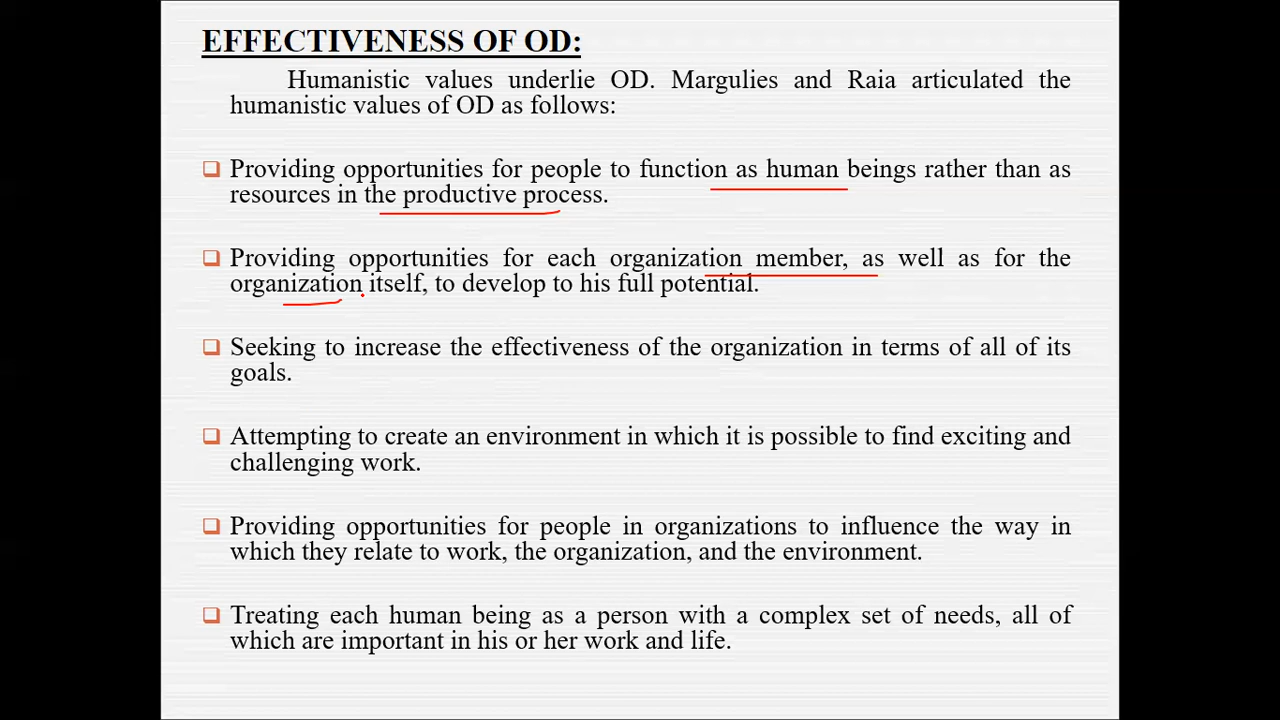 EFFECTIVENESS OF OD:
Humanistic values underlie OD. Margulies and Raia articulated the
humanistic values of OD as follows:
Providing opportunities for people to function as human beings rather than as
resources in the productive process.
Providing opportunities for each organization member, as well as for the
organization itself, to develop to his full potential.
Seeking to increase the effectiveness of the organization in terms of all of its
goals.
Attempting to create an environment in which it is possible to find exciting and
challenging work.
Providing opportunities for people in organizations to influence the way in
which they relate to work, the organization, and the environment.
Treating each human being as a person with a complex set of needs, all of
which are important in his or her work and life.